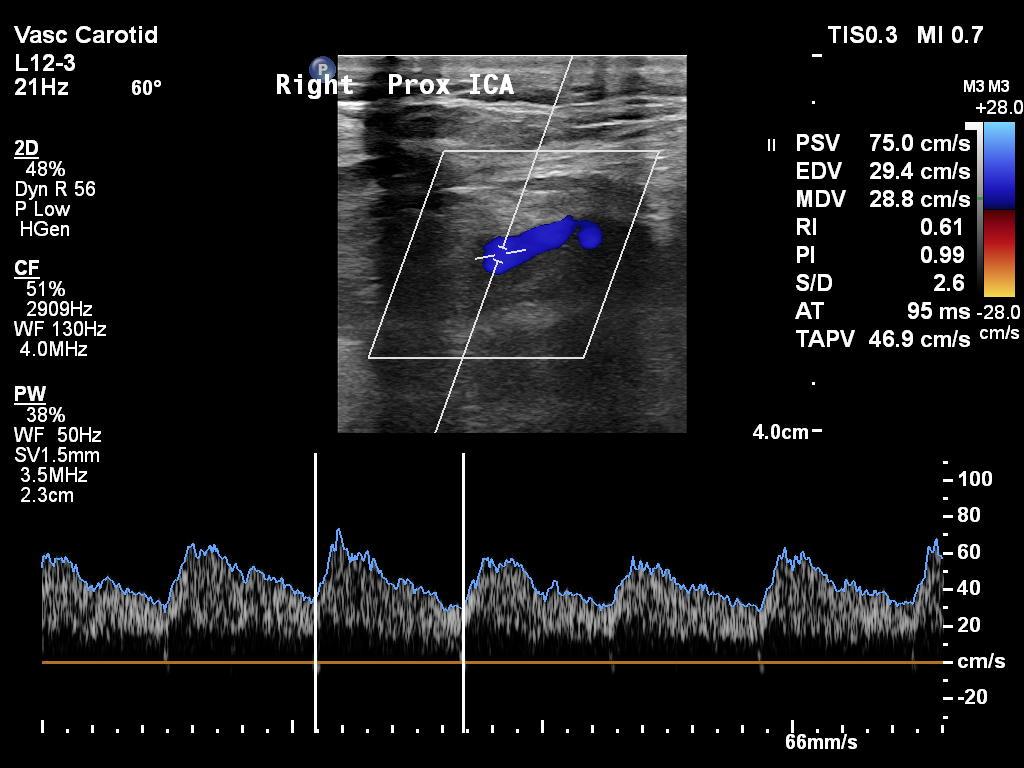 Vasc Carotid
TIS0.3 MI 0.7
L12-3
21Hz 60°
P
Right Prox ICA
M3 M3
+28.0
2D
48%
Dyn R 56
P Low
HGen
CF
51%
2909Hz
WF 130Hz
4.0MHz
PW
38%
WF 50Hz
SV1.5mm
3.5MHz
2.3cm
II PSV 75.0 cm/s
EDV 29.4 cm/s
MDV 28.8 cm/s
RI 0.61
PI 0.99
S/D 2.6
AT 95 ms
TAPV 46.9 cm/s
-28.0
cm/s
4.0cm
100
80
60
40
20
cm/s
-20
66mm/s